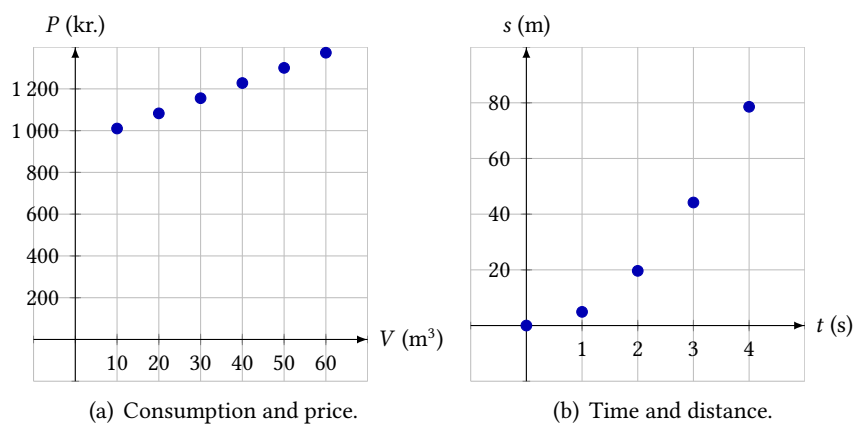 P (kr.)
1 200
1 000
800
600
400
200
10 20 30 40 50 60
V (m³)
(a) Consumption and price.
s (m)
80
60
40
20
1 2 3 4
t (s)
(b) Time and distance.